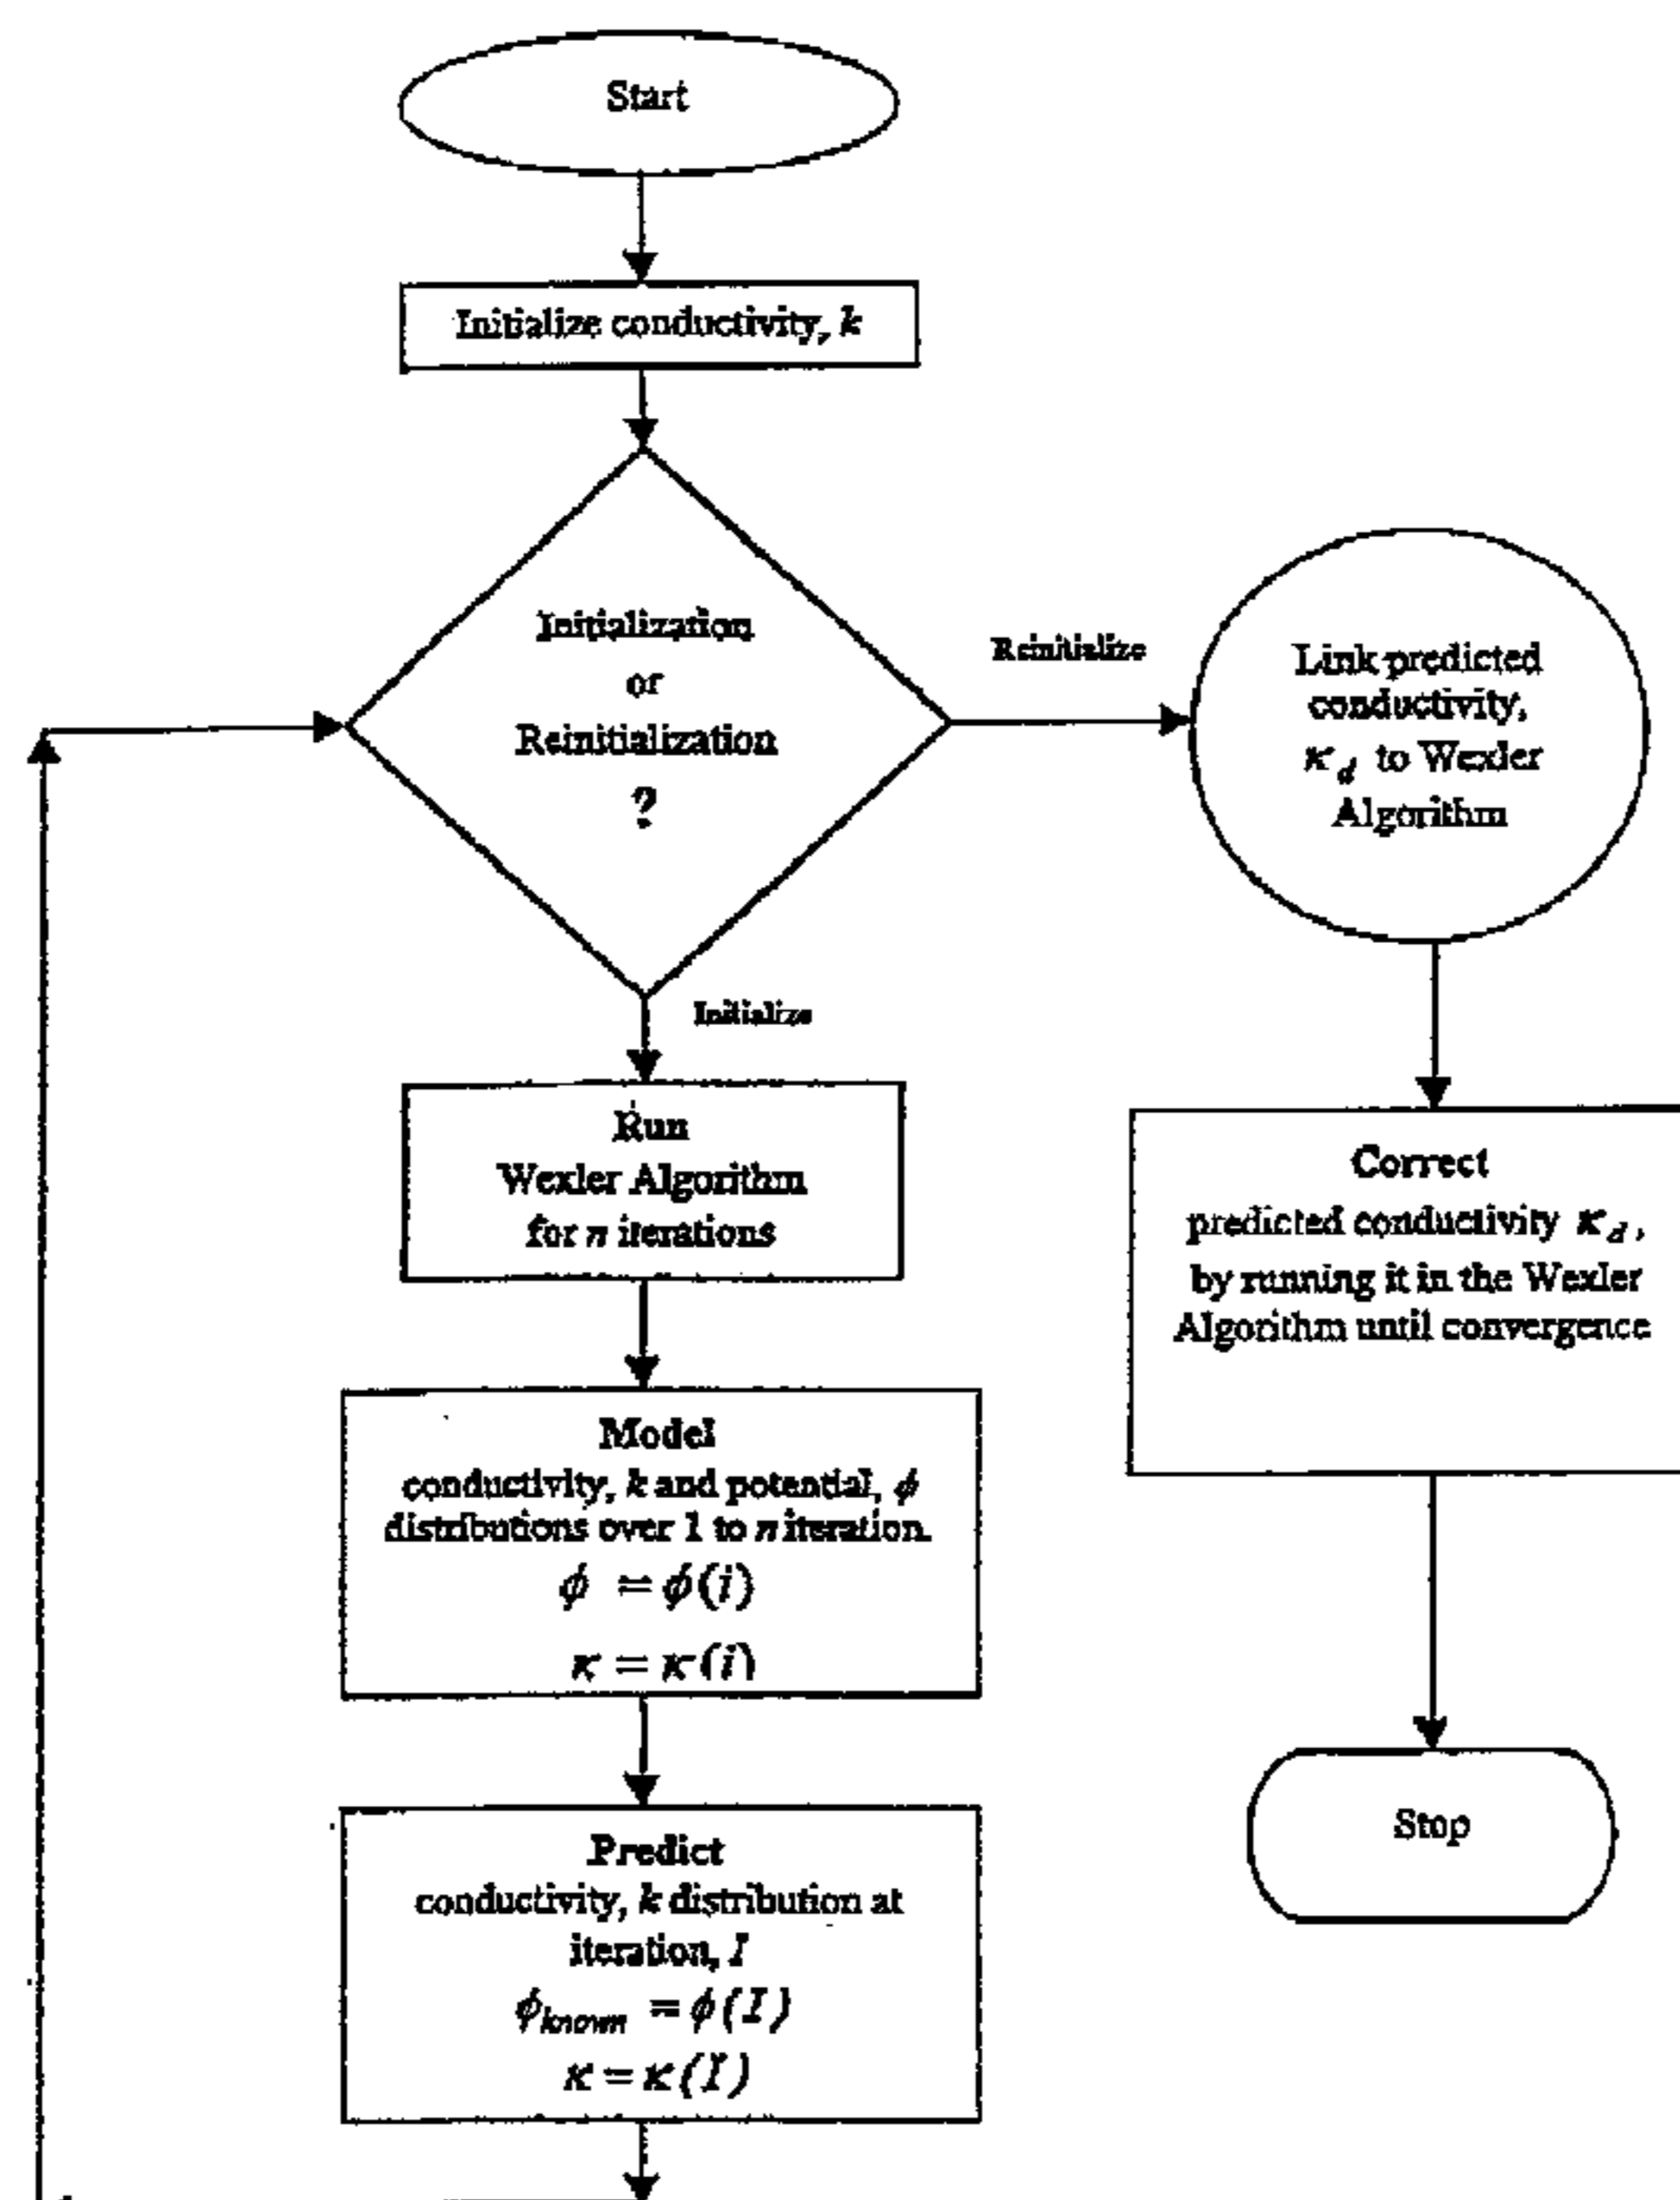 Start
Initialize conductivity, k
Initialization
or
Reinitialization
?
Reinitialize
Link predicted
conductivity,
κd to Wexler
Algorithm
Initialize
Run
Wexler Algorithm
for n iterations
Correct
predicted conductivity κd,
by running it in the Wexler
Algorithm until convergence
Model
conductivity, k and potential, ϕ
distributions over 1 to n iteration.
ϕ = ϕ(i)
κ = κ(i)
Predict
conductivity, k distribution at
iteration, I
ϕknown = ϕ(I)
κ = κ(I)
Stop